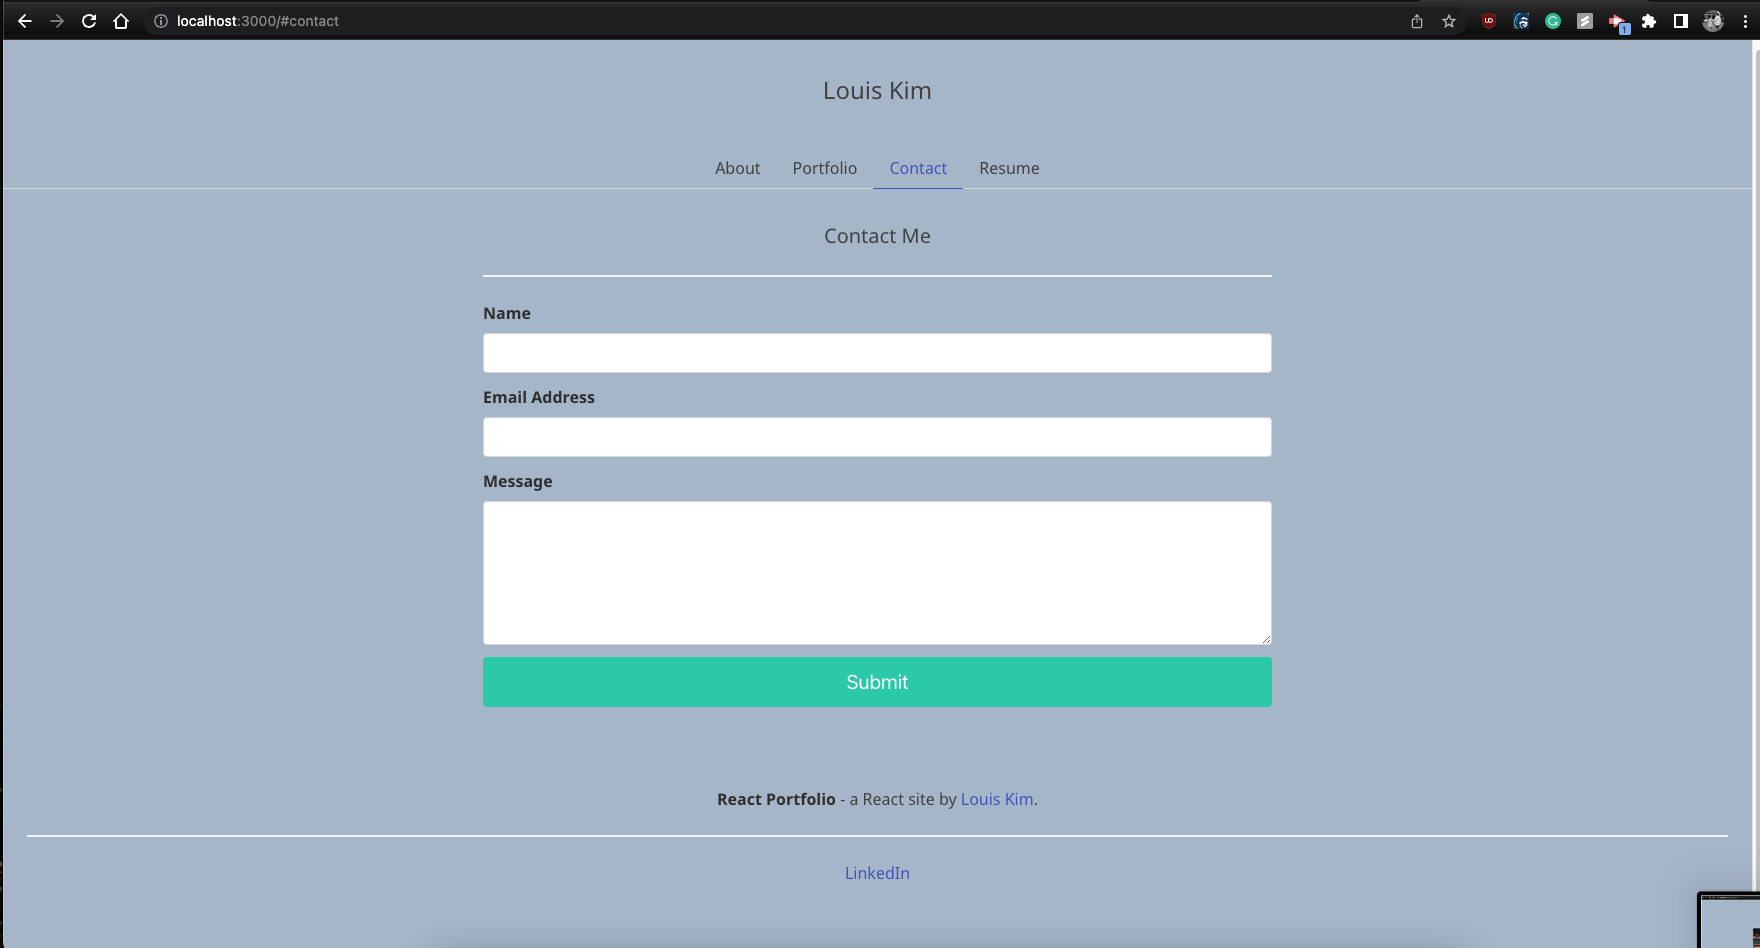 localhost:3000/#contact
1
Louis Kim
About Portfolio Contact Resume
Contact Me
Name
Email Address
Message
Submit
React Portfolio - a React site by Louis Kim.
LinkedIn